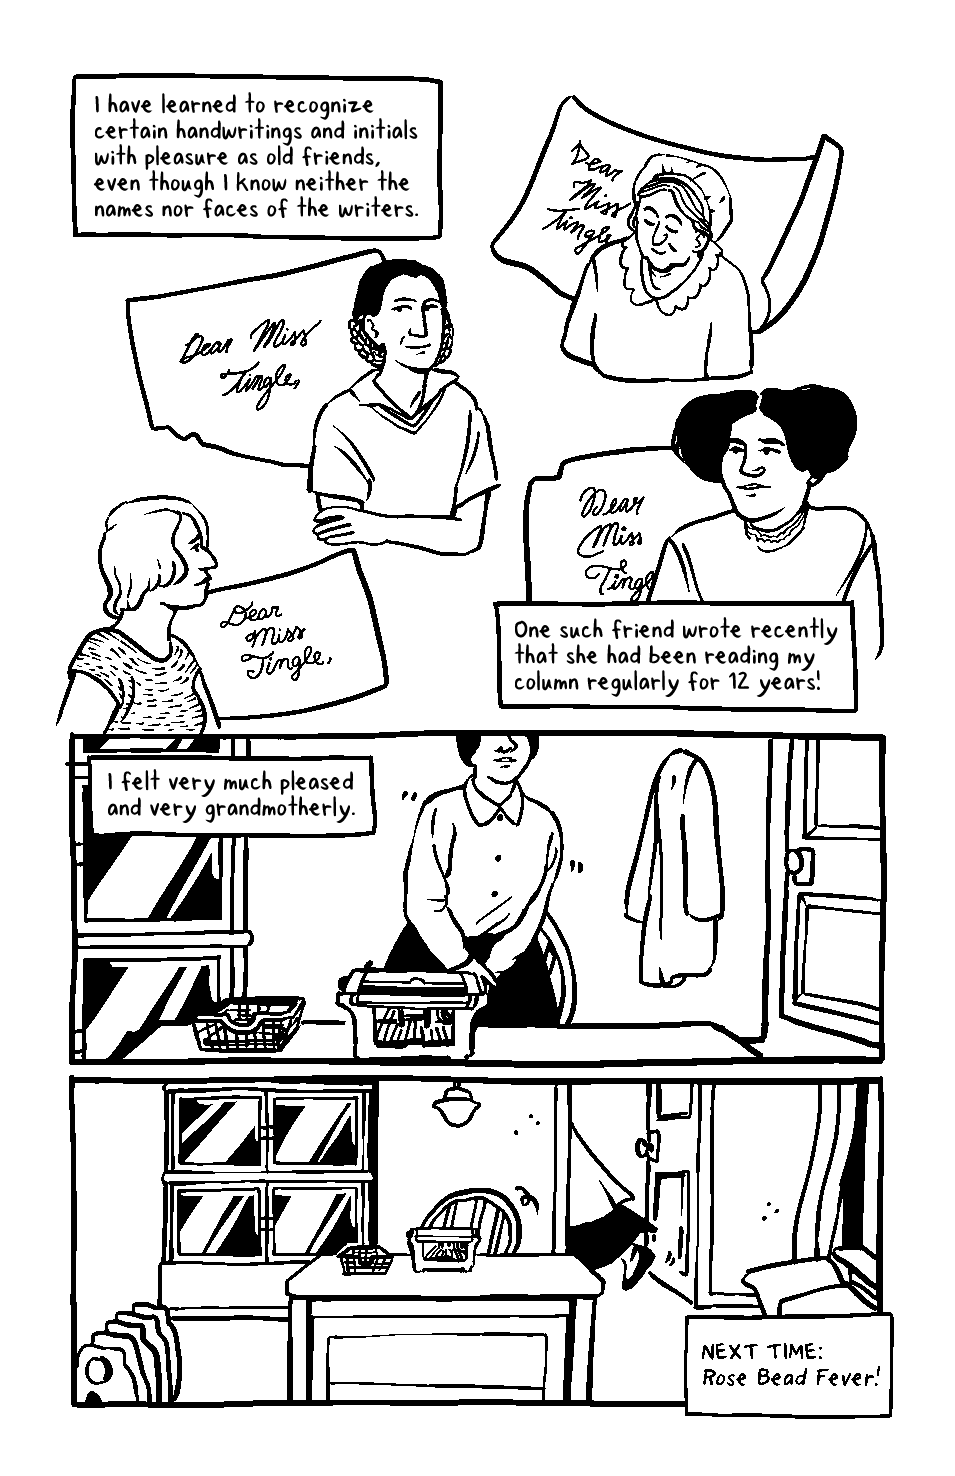 I have learned to recognize
certain handwritings and initials
with pleasure as old friends,
even though I know neither the
names nor faces of the writers.
Dear
Miss
Tingle
Dear Miss
Tingle,
Dear
Miss
Tingl
Dear
Miss
Tingle,
One such friend wrote recently
that she had been reading my
column regularly for 12 years!
I felt very much pleased
and very grandmotherly.
NEXT TIME:
Rose Bead Fever!